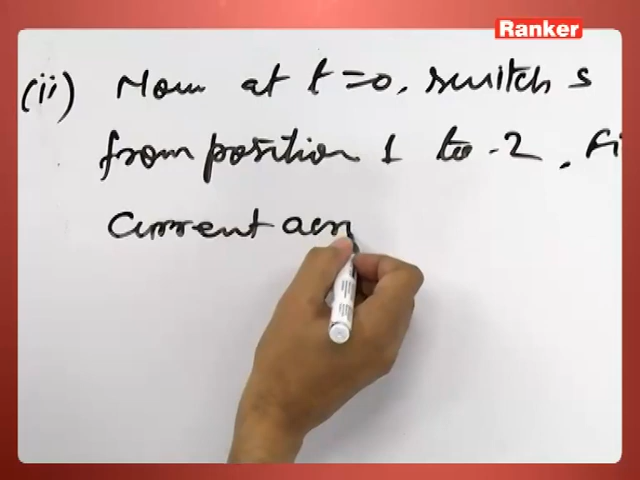 Ranker
(ii) Now at t=0, switch s
from position 1 to 2, Fi
Current acr